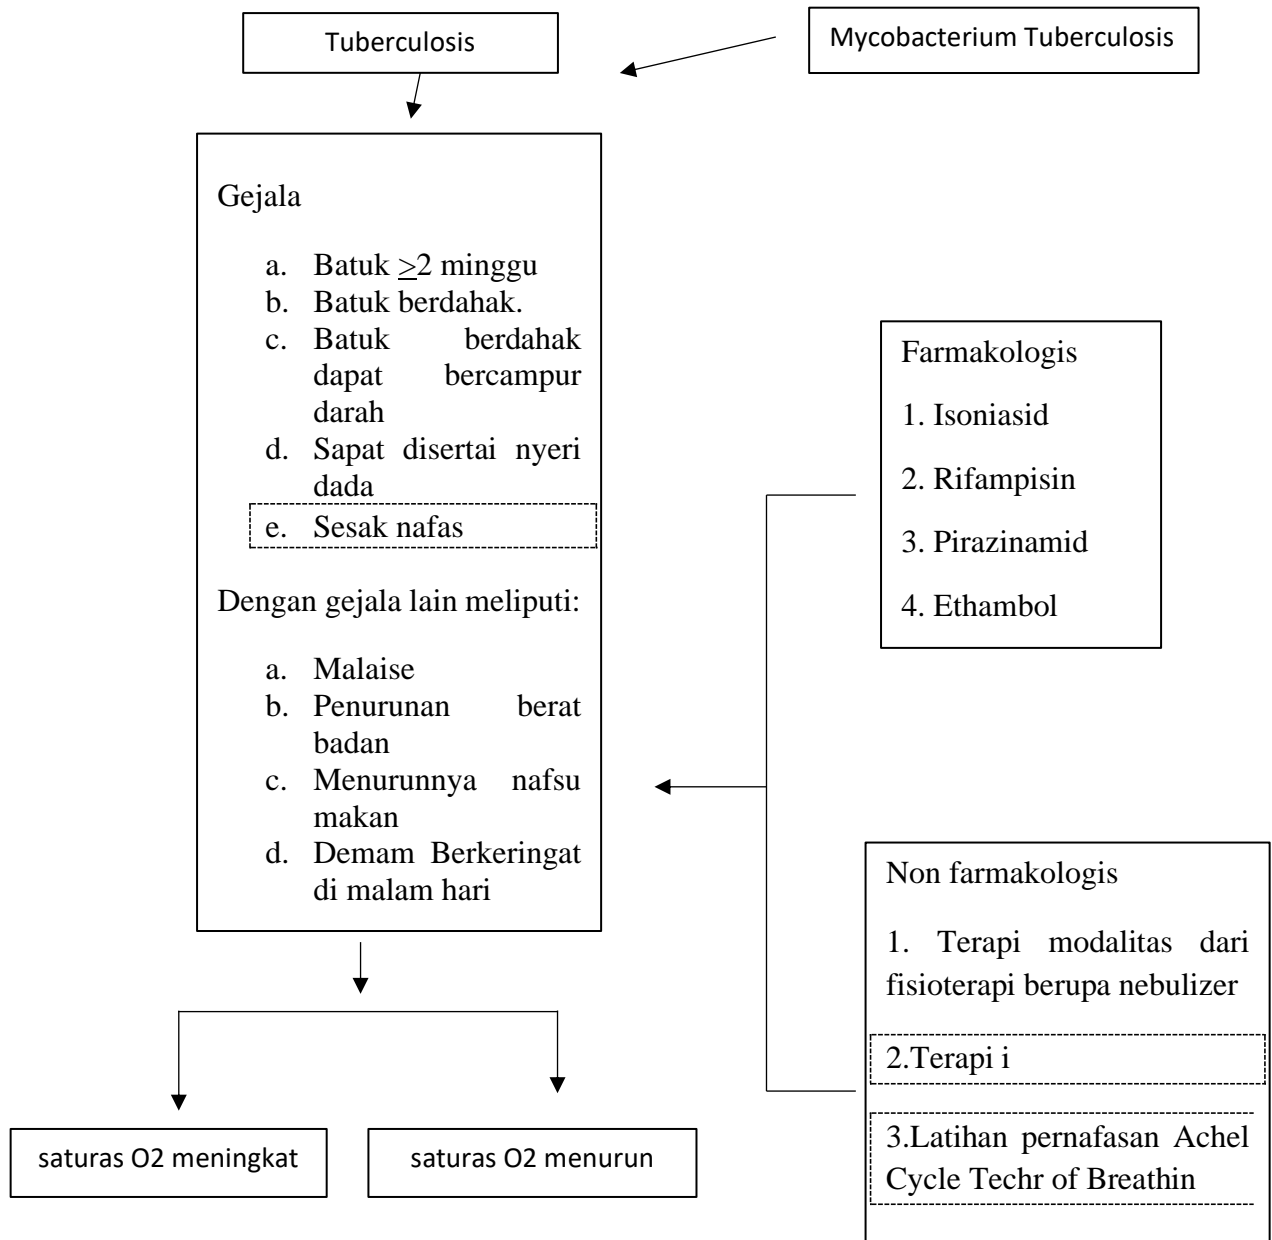 Tuberculosis
Mycobacterium Tuberculosis
Gejala
a. Batuk ≥2 minggu
b. Batuk berdahak.
c. Batuk berdahak
dapat bercampur
darah
d. Sapat disertai nyeri
dada
e. Sesak nafas
Dengan gejala lain meliputi:
a. Malaise
b. Penurunan berat
badan
c. Menurunnya nafsu
makan
d. Demam Berkeringat
di malam hari
Farmakologis
1. Isoniasid
2. Rifampisin
3. Pirazinamid
4. Ethambol
Non farmakologis
1. Terapi modalitas dari
fisioterapi berupa nebulizer
2.Terapi i
3.Latihan pernafasan Achel
Cycle Techr of Breathin
saturas O2 meningkat
saturas O2 menurun